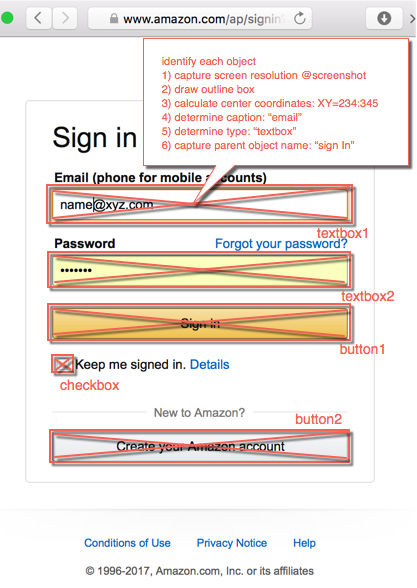 www.amazon.com/ap/signin?
identify each object
1) capture screen resolution @screenshot
2) draw outline box
3) calculate center coordinates: XY=234:345
4) determine caption: “email”
5) determine type: “textbox”
6) capture parent object name: “sign In”
Sign in
Email (phone for mobile accounts)
name@xyz.com
textbox1
Password
Forgot your password?
textbox2
Sign in
button1
Keep me signed in. Details
checkbox
New to Amazon?
button2
Create your Amazon account
Conditions of Use Privacy Notice Help
© 1996-2017, Amazon.com, Inc. or its affiliates